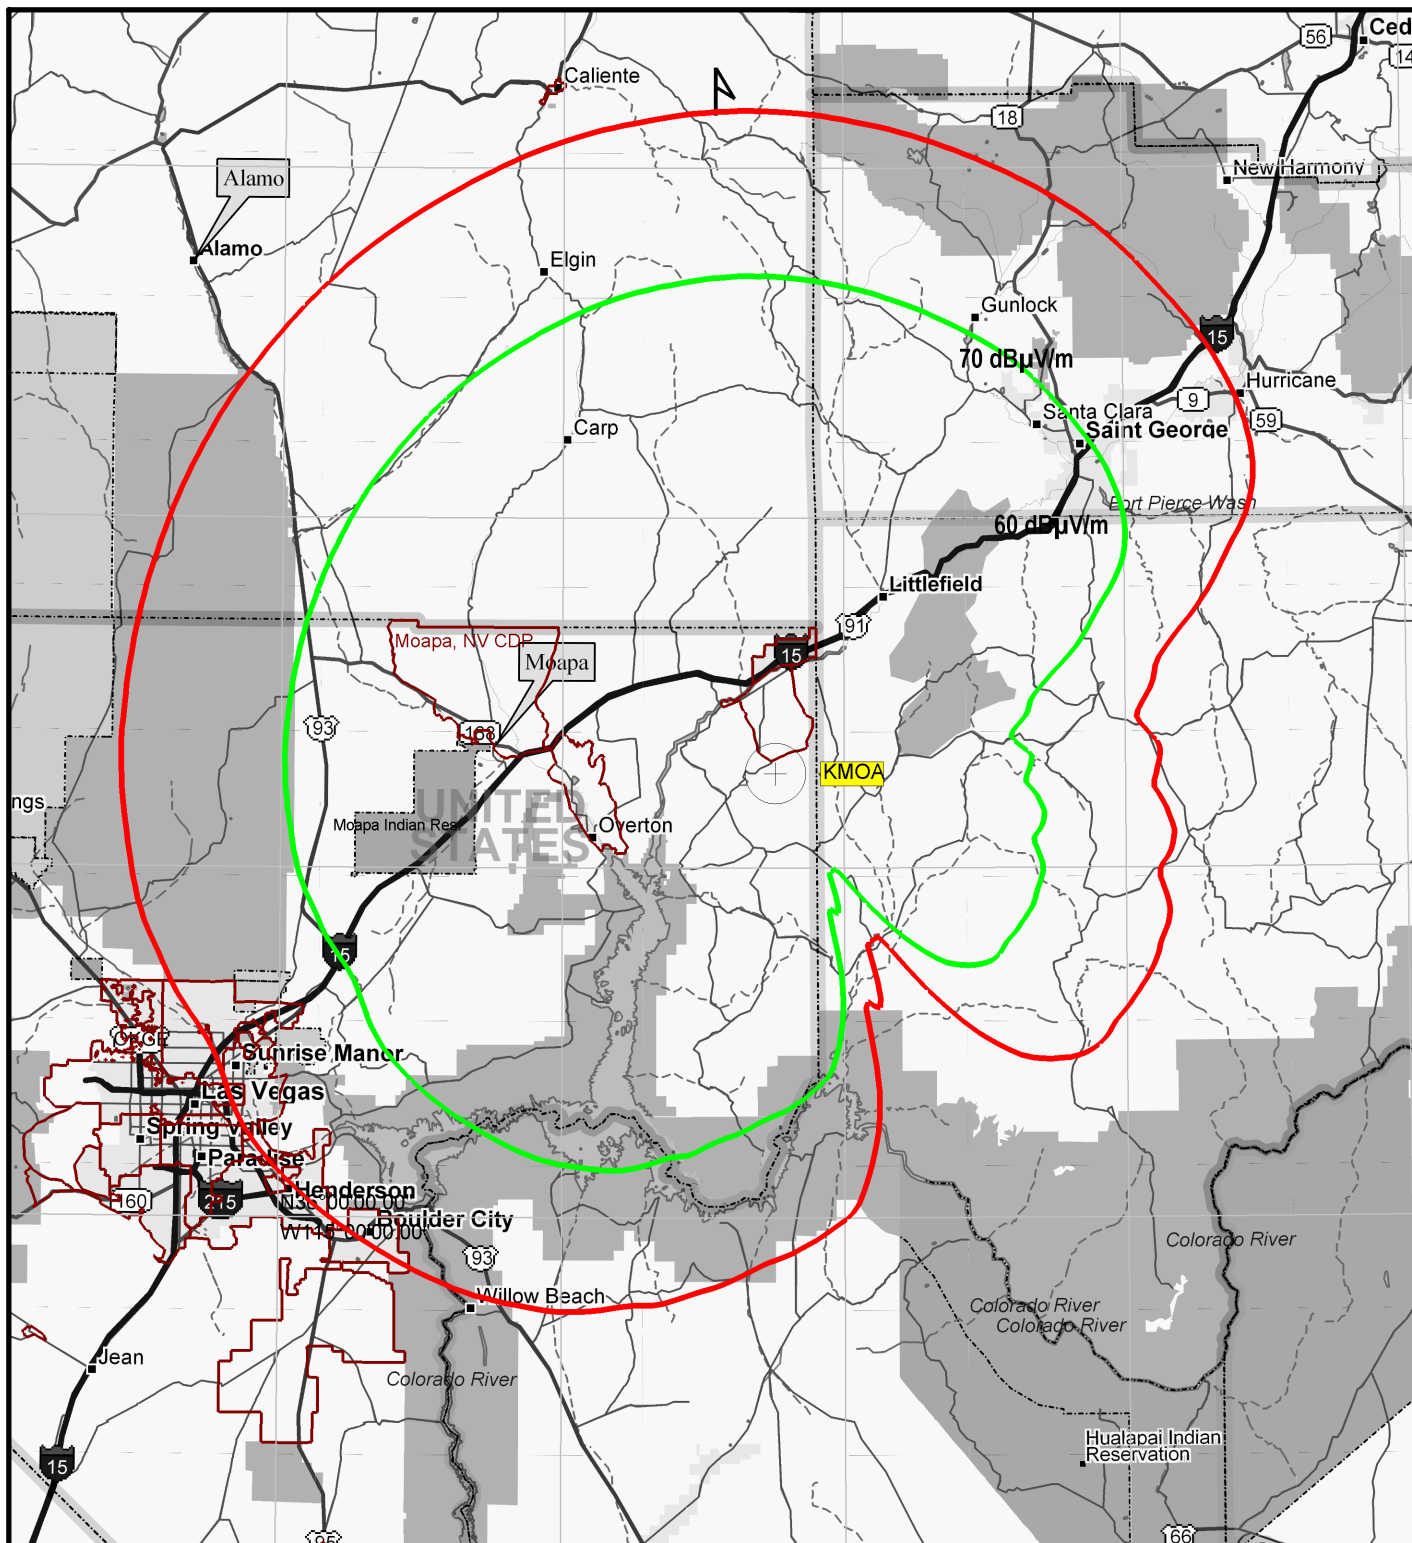 Ced
56
14
Caliente
18
New Harmony
Alamo
Alamo
Elgin
Gunlock
15
70 dBµV/m
Hurricane
9
Santa Clara
59
Saint George
Carp
Fort Pierce Wash
60 dBµV/m
Littlefield
91
Moapa, NV CDP
15
Moapa
93
168
KMOA
ngs
UNITED
STATES
Moapa Indian Res.
Overton
15
Sunrise Manor
Las Vegas
Spring Valley
Paradise
Henderson
160
215
N36°00'00.00"
Boulder City
W115°00'00.00"
93
Colorado River
Willow Beach
Colorado River
Colorado River
Jean
Colorado River
Hualapai Indian
Reservation
15
95
66